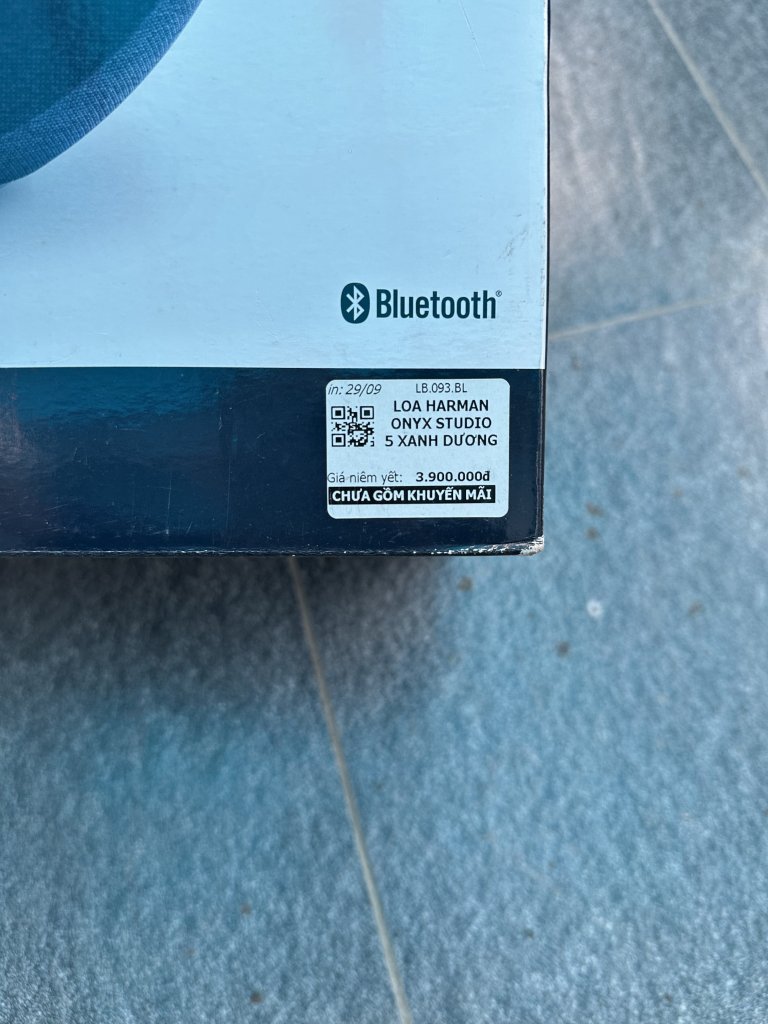 Bluetooth®
in: 29/09
LB.093.BL
LOA HARMAN
ONYX STUDIO
5 XANH DƯƠNG
Giá niêm yết: 3.900.000đ
CHƯA GỒM KHUYẾN MÃI